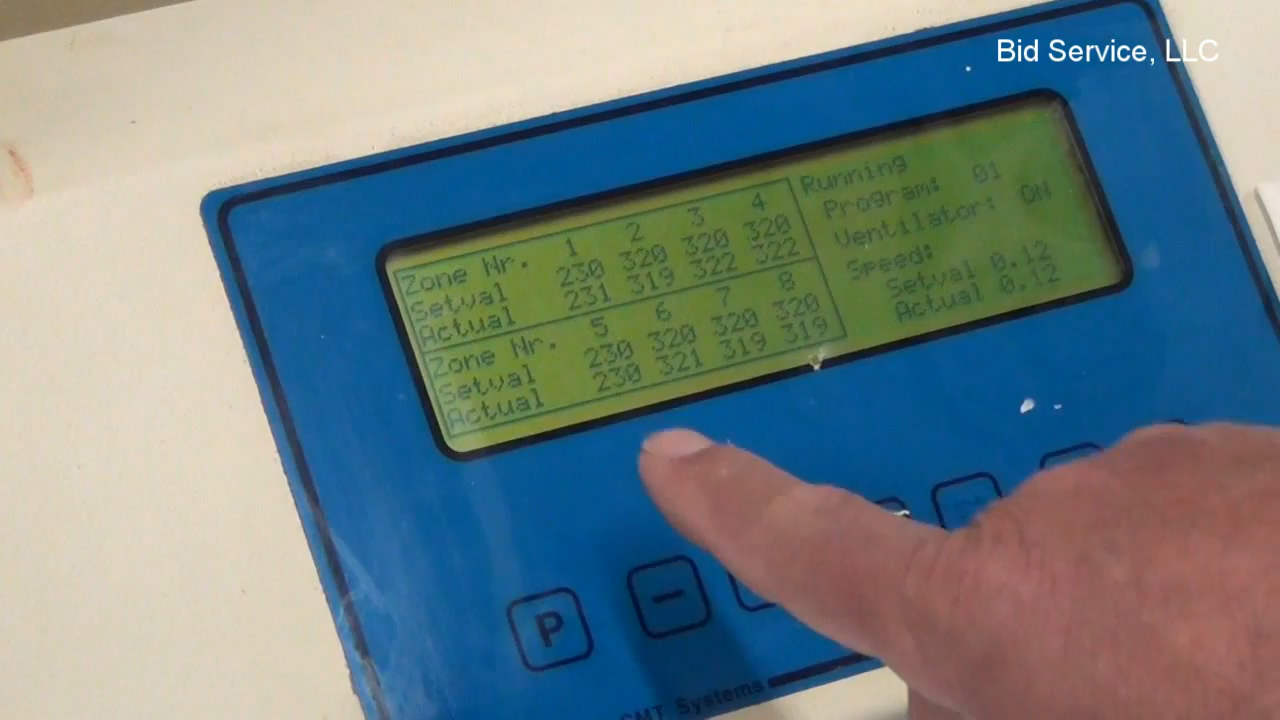 Bid Service, LLC
Zone Nr. 1 2 3 4
Setval 230 320 320 320
Actual 231 319 322 322
Zone Nr. 5 6 7 8
Setval 230 320 320 320
Actual 230 321 319 319
Running
Program: 01
Ventilator: ON
Speed:
Setval 0.12
Actual 0.12
P
−
SMT Systems